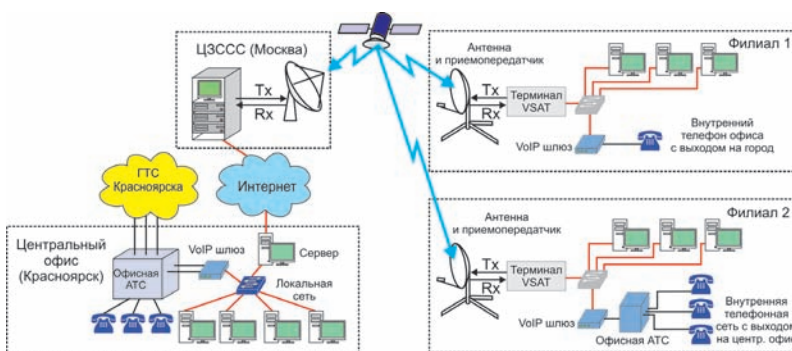 ЦЗССС (Москва)
Tx
Rx
Филиал 1
Антенна
и приемопередатчик
Tx
Rx
Терминал
VSAT
VoIP шлюз
Внутренний
телефон офиса
с выходом на город
ГТС
Красноярска
Интернет
Филиал 2
Антенна
и приемопередатчик
Tx
Rx
Терминал
VSAT
VoIP шлюз
Офисная АТС
Внутренняя
телефонная
сеть с выходом
на центр. офис
Центральный
офис
(Красноярск)
VoIP шлюз
Сервер
Офисная
АТС
Локальная
сеть